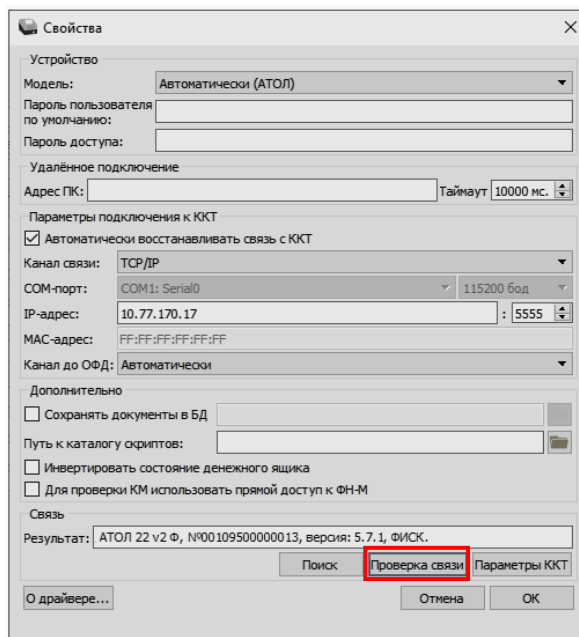 Свойства
Устройство
Модель: Автоматически (АТОЛ)
Пароль пользователя
по умолчанию:
Пароль доступа:
Удалённое подключение
Адрес ПК: Таймаут 10000 мс.
Параметры подключения к ККТ
Автоматически восстанавливать связь с ККТ
Канал связи: TCP/IP
COM-порт: COM1: Serial0 115200 бод
IP-адрес: 10.77.170.17 : 5555
MAC-адрес: FF:FF:FF:FF:FF:FF
Канал до ОФД: Автоматически
Дополнительно
Сохранять документы в БД
Путь к каталогу скриптов:
Инвертировать состояние денежного ящика
Для проверки КМ использовать прямой доступ к ФН-М
Связь
Результат: АТОЛ 22 v2 Ф, №00109500000013, версия: 5.7.1, ФИСК.
Поиск Проверка связи Параметры ККТ
О драйвере... Отмена ОК